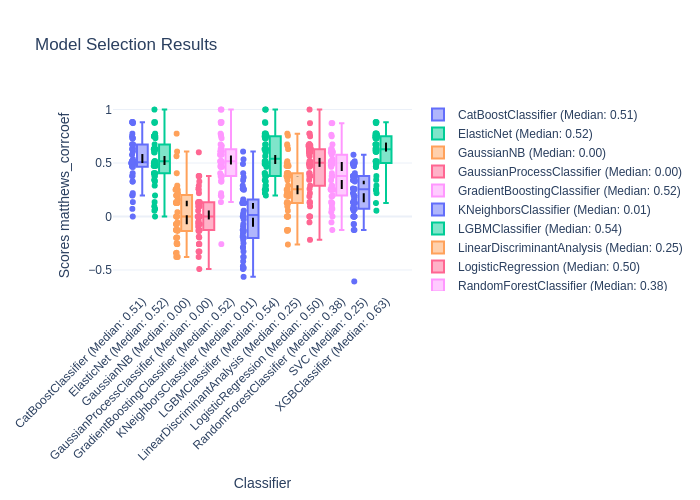 Model Selection Results
Scores matthews_corrcoef
1
0.5
0
−0.5
CatBoostClassifier (Median: 0.51)
ElasticNet (Median: 0.52)
GaussianNB (Median: 0.00)
GaussianProcessClassifier (Median: 0.00)
GradientBoostingClassifier (Median: 0.52)
KNeighborsClassifier (Median: 0.01)
LGBMClassifier (Median: 0.54)
LinearDiscriminantAnalysis (Median: 0.25)
LogisticRegression (Median: 0.50)
RandomForestClassifier (Median: 0.38)
SVC (Median: 0.25)
XGBClassifier (Median: 0.63)
Classifier
CatBoostClassifier (Median: 0.51)
ElasticNet (Median: 0.52)
GaussianNB (Median: 0.00)
GaussianProcessClassifier (Median: 0.00)
GradientBoostingClassifier (Median: 0.52)
KNeighborsClassifier (Median: 0.01)
LGBMClassifier (Median: 0.54)
LinearDiscriminantAnalysis (Median: 0.25)
LogisticRegression (Median: 0.50)
RandomForestClassifier (Median: 0.38)